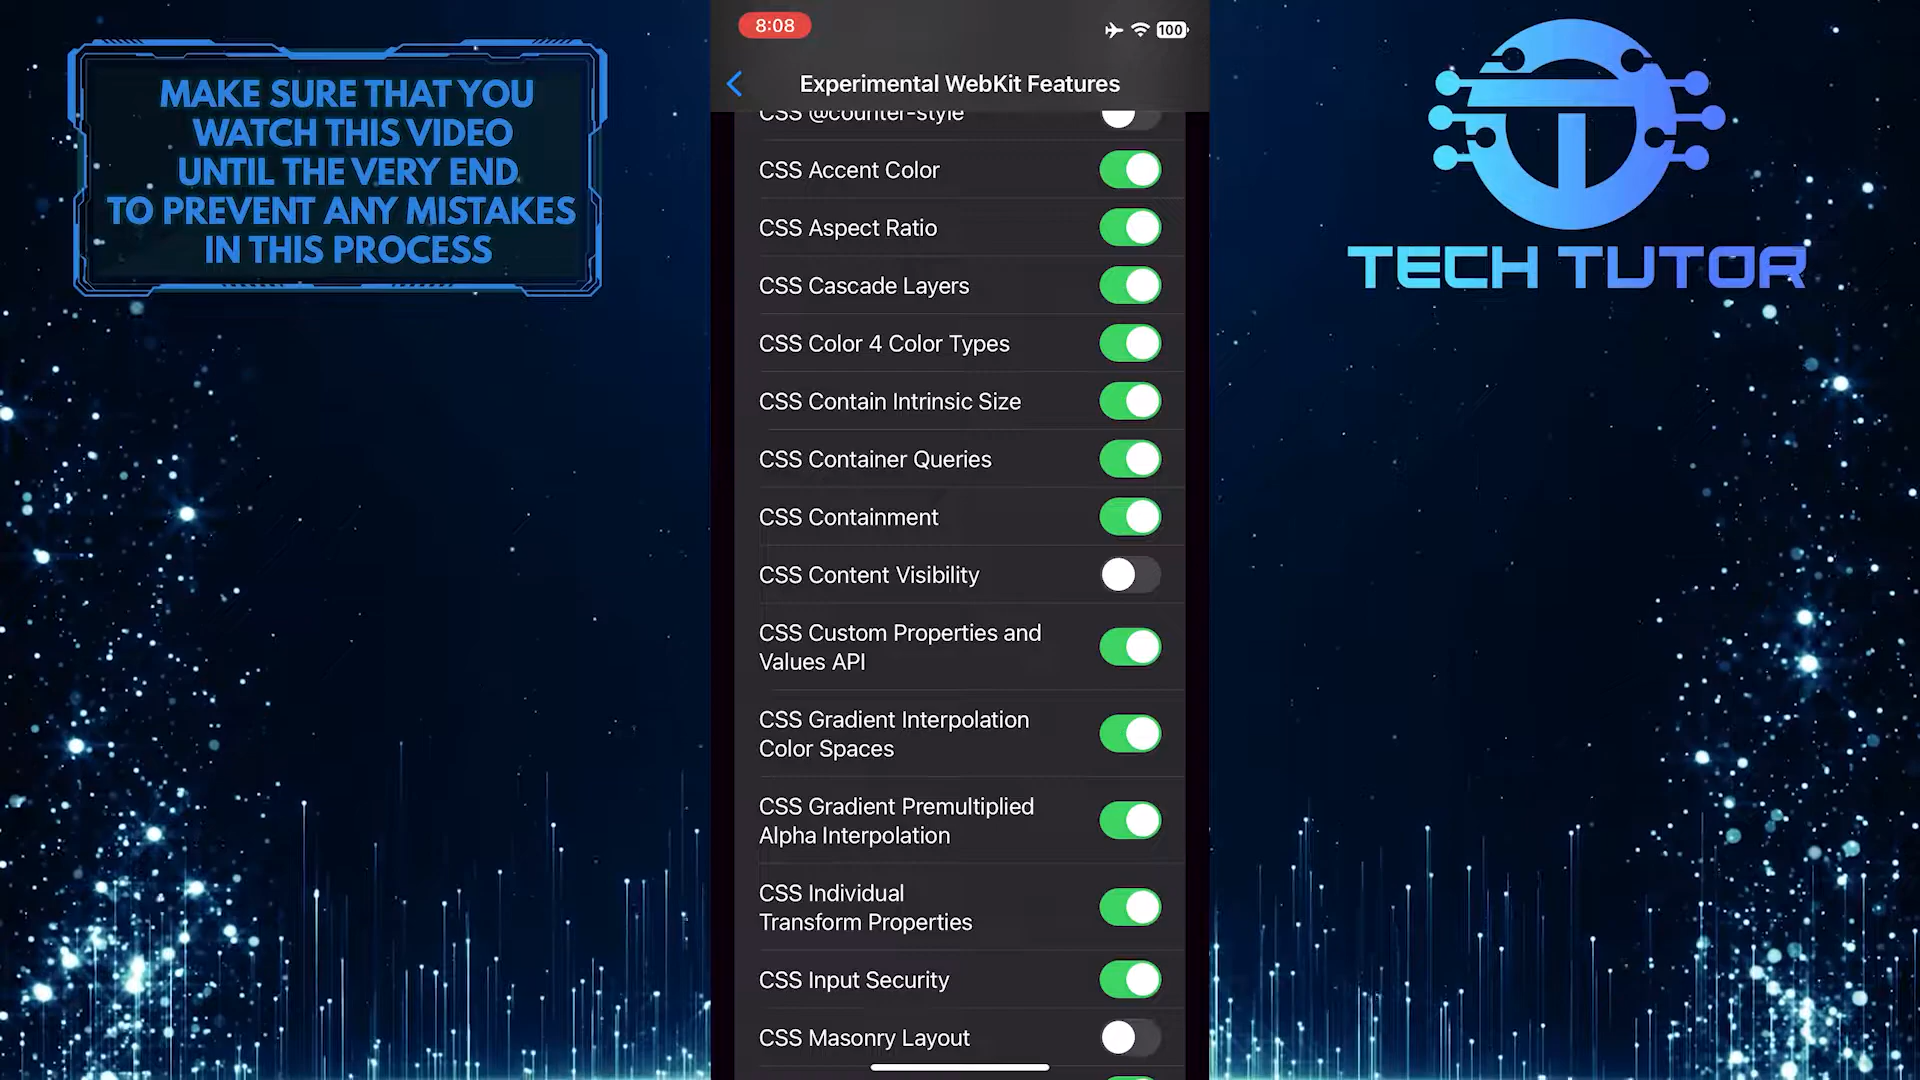 MAKE SURE THAT YOU
WATCH THIS VIDEO
UNTIL THE VERY END
TO PREVENT ANY MISTAKES
IN THIS PROCESS
8:08
100
Experimental WebKit Features
CSS @counter-style
CSS Accent Color
CSS Aspect Ratio
CSS Cascade Layers
CSS Color 4 Color Types
CSS Contain Intrinsic Size
CSS Container Queries
CSS Containment
CSS Content Visibility
CSS Custom Properties and
Values API
CSS Gradient Interpolation
Color Spaces
CSS Gradient Premultiplied
Alpha Interpolation
CSS Individual
Transform Properties
CSS Input Security
CSS Masonry Layout
TECH TUTOR